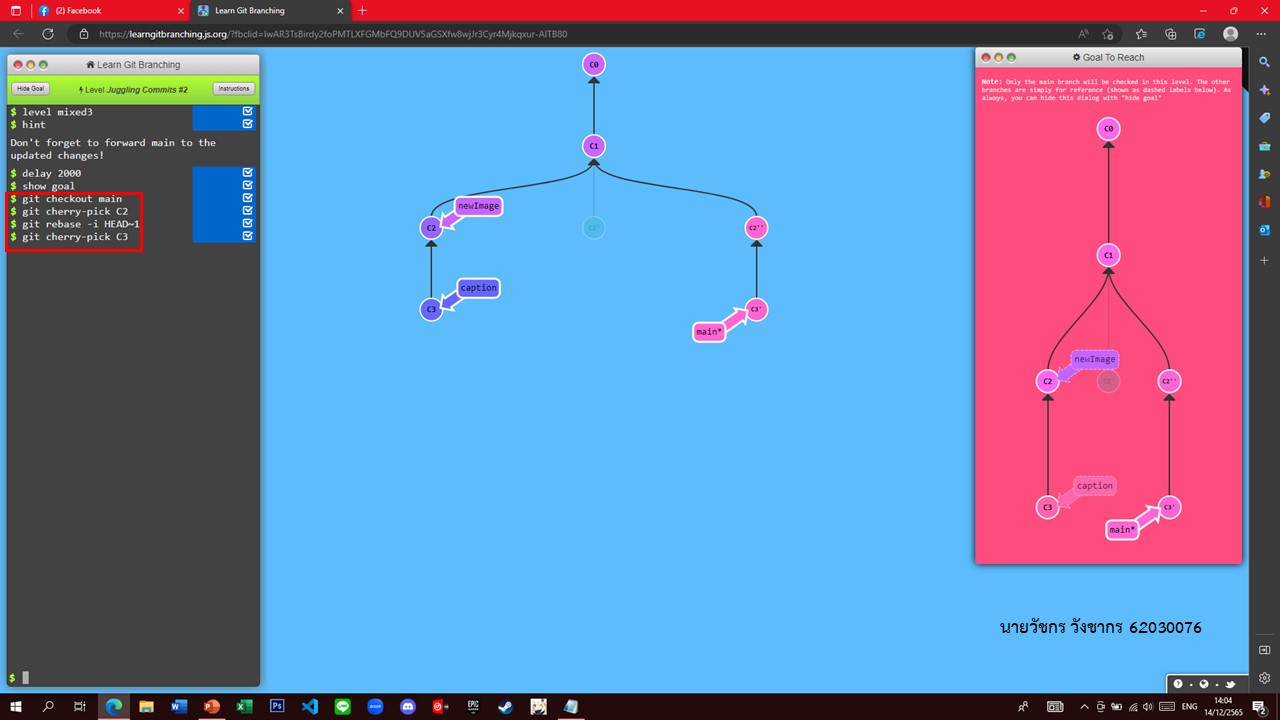 (2) Facebook
Learn Git Branching
https://learngitbranching.js.org/?fbclid=IwAR3Ts8irdy2foPMTLXFGMbFQ9DUV5aGSXfw8wjJr3Cyr4Mjkqxur-AlTB80
Learn Git Branching
Hide Goal
Level Juggling Commits #2
Instructions
$ level mixed3
$ hint
Don't forget to forward main to the
updated changes!
$ delay 2000
$ show goal
$ git checkout main
$ git cherry-pick C2
$ git rebase -i HEAD~1
$ git cherry-pick C3
$
C0
C1
newImage
C2
C2'
C2''
caption
C3
C3'
main*
Goal To Reach
Note: Only the main branch will be checked in this level. The other
branches are simply for reference (shown as dashed labels below). As
always, you can hide this dialog with "hide goal"
C0
C1
newImage
C2
C2'
C2''
caption
C3
C3'
main*
นายวัชกร วังชากร 62030076
ENG
14:04
14/12/2565